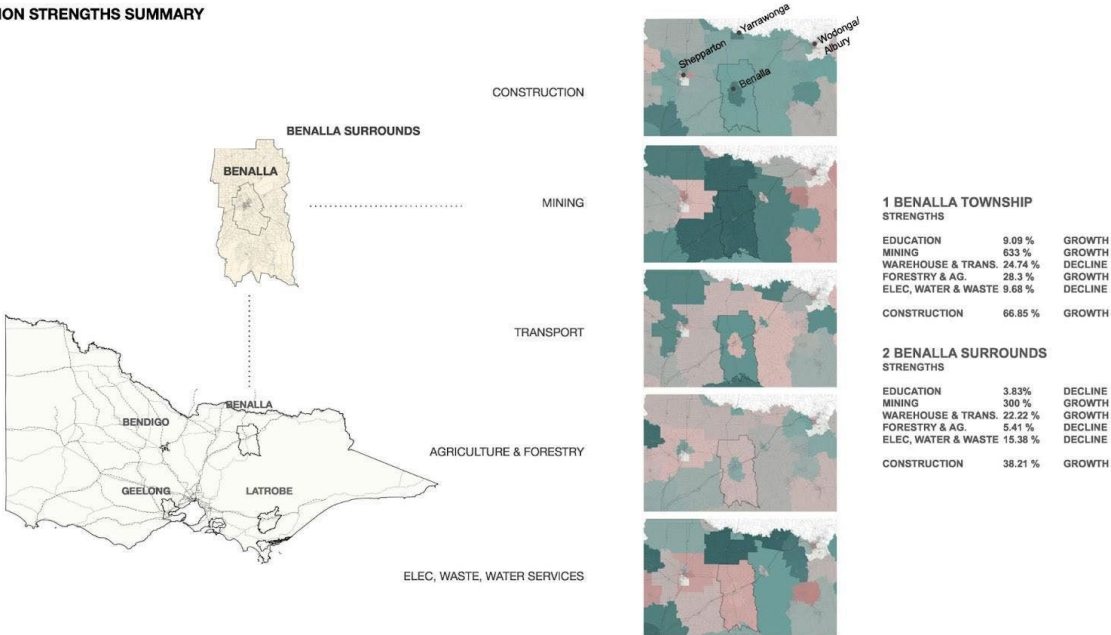 ION STRENGTHS SUMMARY
CONSTRUCTION
BENALLA SURROUNDS
BENALLA
MINING
TRANSPORT
BENALLA
BENDIGO
GEELONG
LATROBE
AGRICULTURE & FORESTRY
ELEC, WASTE, WATER SERVICES
Yarrawonga
Wodonga/
Albury
Shepparton
Benalla
1 BENALLA TOWNSHIP
STRENGTHS
EDUCATION 9.09 % GROWTH
MINING 633 % GROWTH
WAREHOUSE & TRANS. 24.74 % DECLINE
FORESTRY & AG. 28.3 % GROWTH
ELEC, WATER & WASTE 9.68 % DECLINE
CONSTRUCTION 66.85 % GROWTH
2 BENALLA SURROUNDS
STRENGTHS
EDUCATION 3.83% DECLINE
MINING 300 % GROWTH
WAREHOUSE & TRANS. 22.22 % GROWTH
FORESTRY & AG. 5.41 % DECLINE
ELEC, WATER & WASTE 15.38 % DECLINE
CONSTRUCTION 38.21 % GROWTH